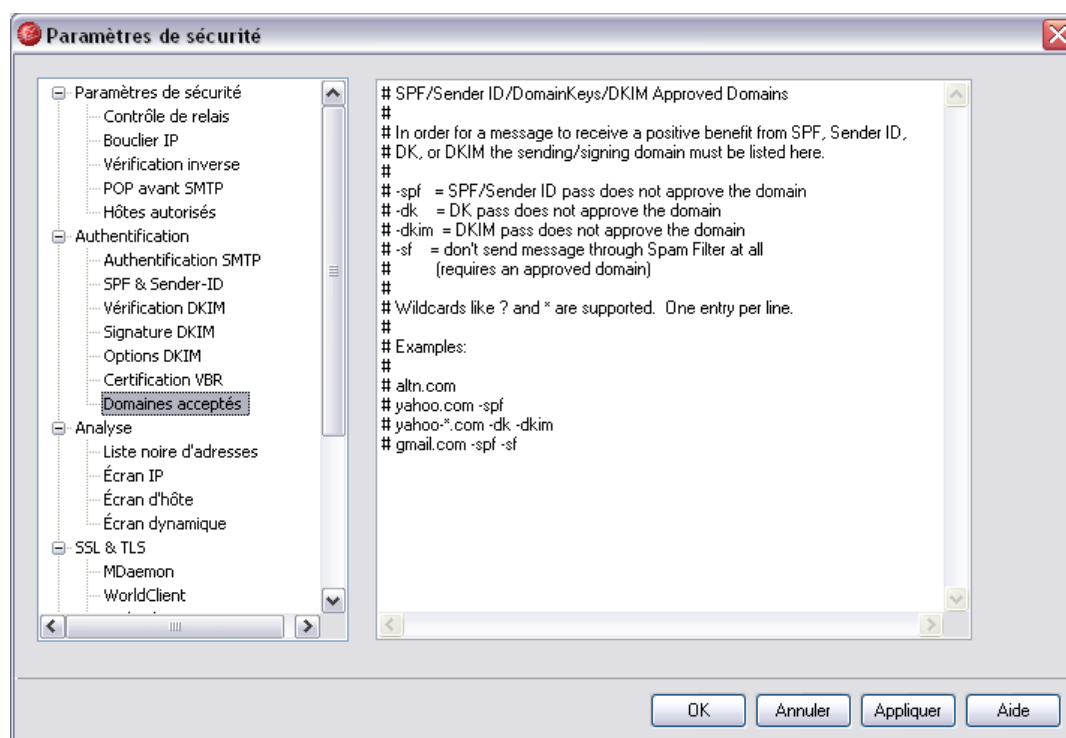 Paramètres de sécurité
Paramètres de sécurité
Contrôle de relais
Bouclier IP
Vérification inverse
POP avant SMTP
Hôtes autorisés
Authentification
Authentification SMTP
SPF & Sender-ID
Vérification DKIM
Signature DKIM
Options DKIM
Certification VBR
Domaines acceptés
Analyse
Liste noire d'adresses
Écran IP
Écran d'hôte
Écran dynamique
SSL & TLS
MDaemon
WorldClient
# SPF/Sender ID/DomainKeys/DKIM Approved Domains
#
# In order for a message to receive a positive benefit from SPF, Sender ID,
# DK, or DKIM the sending/signing domain must be listed here.
#
# -spf = SPF/Sender ID pass does not approve the domain
# -dk = DK pass does not approve the domain
# -dkim = DKIM pass does not approve the domain
# -sf = don't send message through Spam Filter at all
# (requires an approved domain)
#
# Wildcards like ? and * are supported. One entry per line.
#
# Examples:
#
# altn.com
# yahoo.com -spf
# yahoo-*.com -dk -dkim
# gmail.com -spf -sf
OK
Annuler
Appliquer
Aide